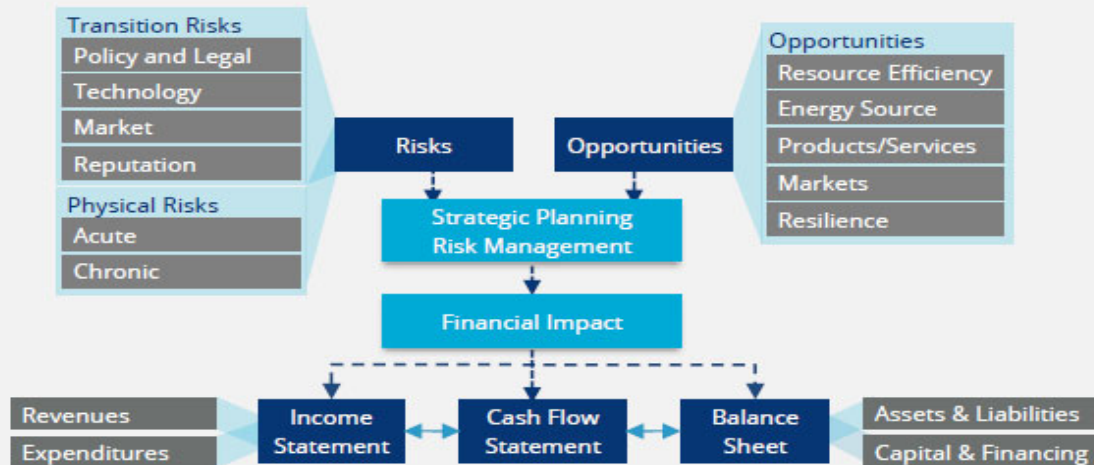 Transition Risks
Policy and Legal
Technology
Market
Reputation
Physical Risks
Acute
Chronic
Risks
Opportunities
Opportunities
Resource Efficiency
Energy Source
Products/Services
Markets
Resilience
Strategic Planning
Risk Management
Financial Impact
Revenues
Expenditures
Income
Statement
Cash Flow
Statement
Balance
Sheet
Assets & Liabilities
Capital & Financing